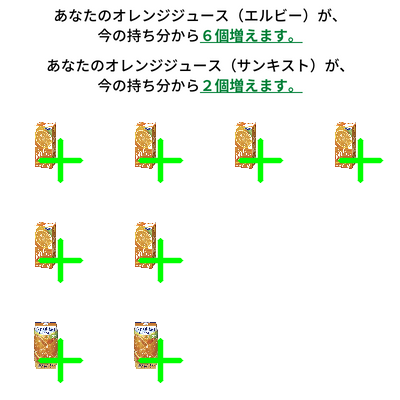 あなたのオレンジジュース（エルビー）が、
今の持ち分から６個増えます。
あなたのオレンジジュース（サンキスト）が、
今の持ち分から２個増えます。